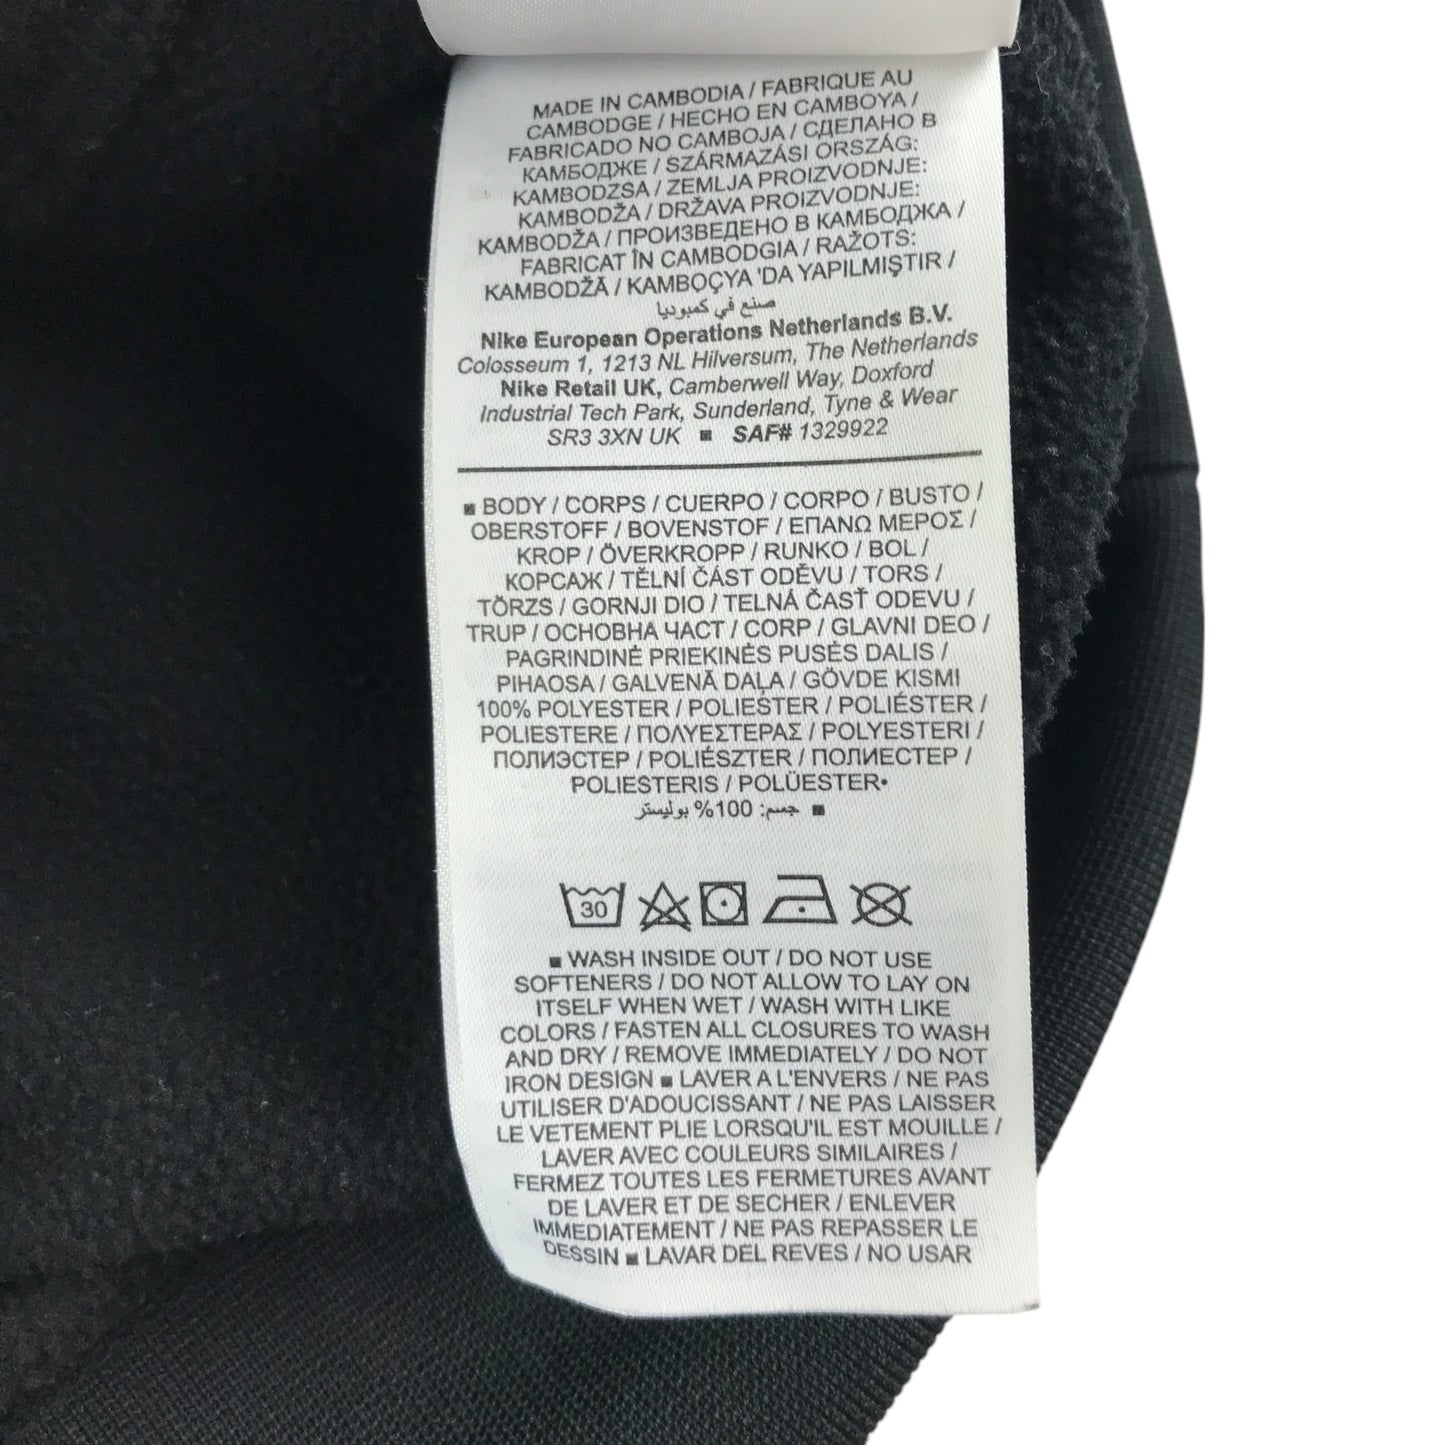 MADE IN CAMBODIA / FABRIQUE AU
CAMBODGE / HECHO EN CAMBOYA /
FABRICADO NO CAMBOJA / СДЕЛАНО В
КАМБОДЖЕ / SZÁRMAZÁSI ORSZÁG:
KAMBODZSA / ZEMLJA PROIZVODNJE:
KAMBODŽA / DRŽAVA PROIZVODNJE:
KAMBODŽA / ПРОИЗВЕДЕНО В КАМБОДЖА /
FABRICAT ÎN CAMBODGIA / RAŽOTS:
KAMBODŽĀ / KAMBOÇYA 'DA YAPILMIŞTIR /
صنع في كمبوديا
Nike European Operations Netherlands B.V.
Colosseum 1, 1213 NL Hilversum, The Netherlands
Nike Retail UK, Camberwell Way, Doxford
Industrial Tech Park, Sunderland, Tyne & Wear
SR3 3XN UK ■ SAF# 1329922
■ BODY / CORPS / CUERPO / CORPO / BUSTO /
OBERSTOFF / BOVENSTOF / ΕΠΑΝΩ ΜΕΡΟΣ /
KROP / ÖVERKROPP / RUNKO / BOL /
КОРСАЖ / TĚLNÍ ČÁST ODĚVU / TORS /
TÖRZS / GORNJI DIO / TELNÁ ČASŤ ODEVU /
TRUP / ОСНОВНА ЧАСТ / CORP / GLAVNI DEO /
PAGRINDINĖ PRIEKINĖS PUSĖS DALIS /
PIHAOSA / GALVENĀ DAĻA / GÖVDE KISMI
100% POLYESTER / POLIESTER / POLIÉSTER /
POLIESTERE / ΠΟΛΥΕΣΤΕΡΑΣ / POLYESTERI /
ПОЛИЭСТЕР / POLIÉSZTER / ПОЛИЕСТЕР /
POLIESTERIS / POLÜESTER•
■ جسم: 100% بوليستر
30
■ WASH INSIDE OUT / DO NOT USE
SOFTENERS / DO NOT ALLOW TO LAY ON
ITSELF WHEN WET / WASH WITH LIKE
COLORS / FASTEN ALL CLOSURES TO WASH
AND DRY / REMOVE IMMEDIATELY / DO NOT
IRON DESIGN ■ LAVER A L'ENVERS / NE PAS
UTILISER D'ADOUCISSANT / NE PAS LAISSER
LE VETEMENT PLIE LORSQU'IL EST MOUILLE /
LAVER AVEC COULEURS SIMILAIRES /
FERMEZ TOUTES LES FERMETURES AVANT
DE LAVER ET DE SECHER / ENLEVER
IMMEDIATEMENT / NE PAS REPASSER LE
DESSIN ■ LAVAR DEL REVES / NO USAR